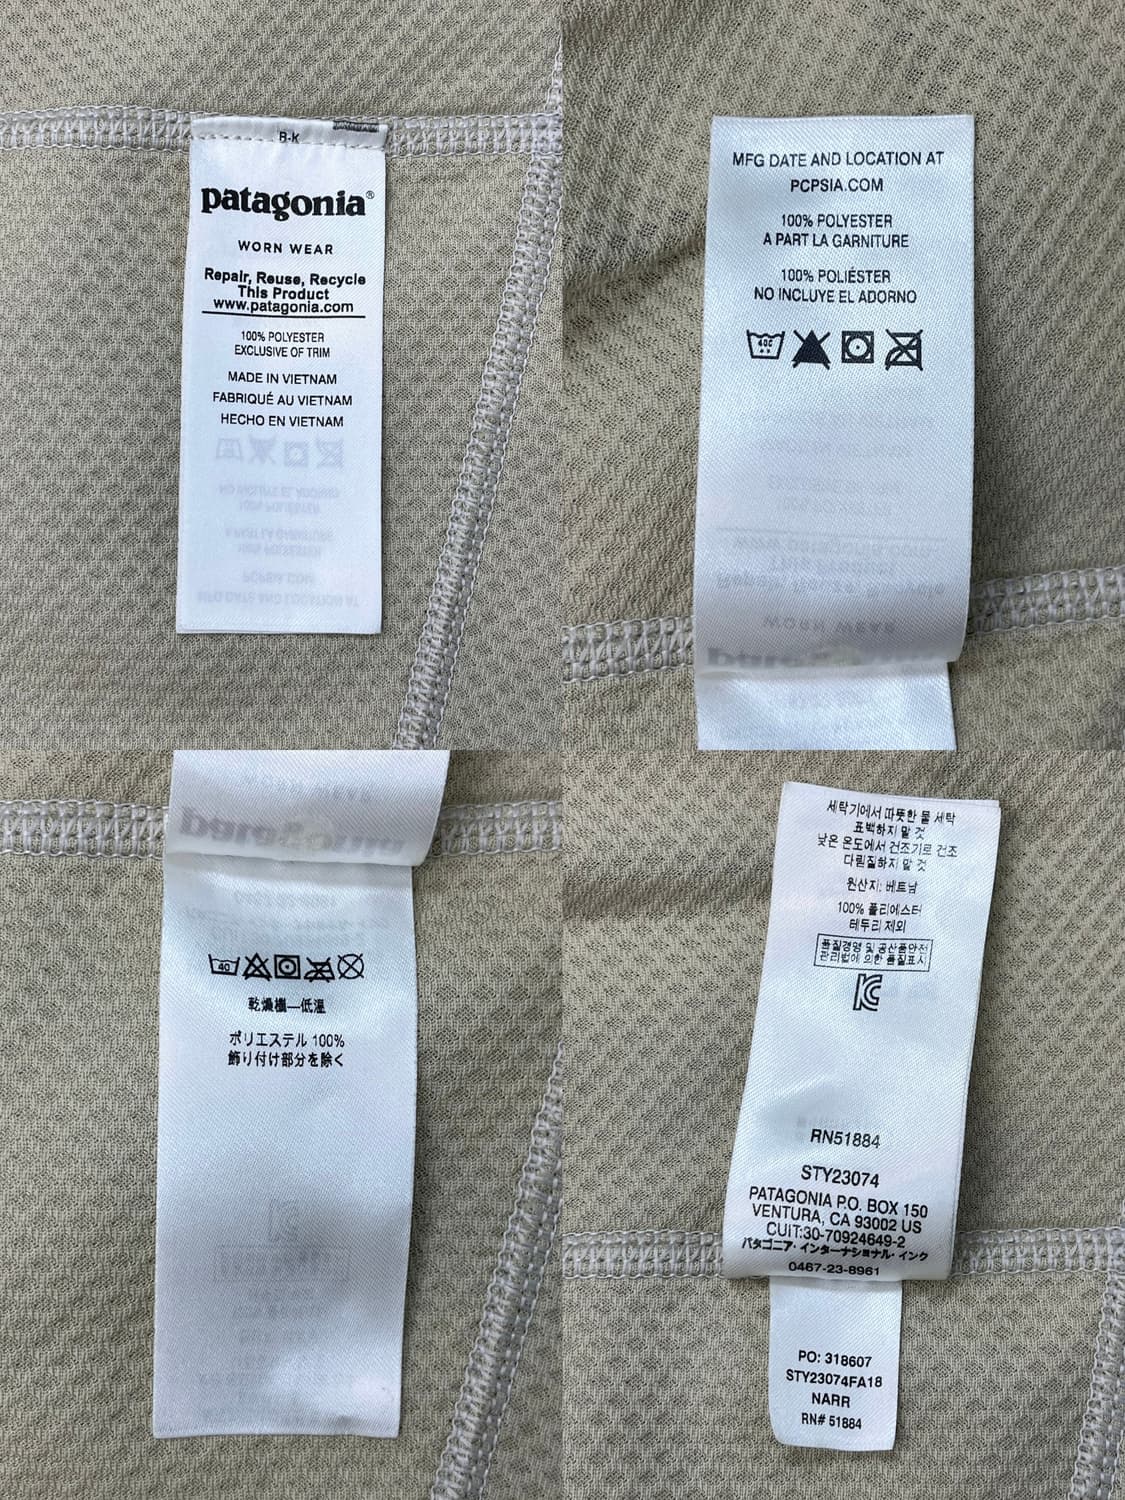 B-K
patagonia®
WORN WEAR
Repair, Reuse, Recycle
This Product
www.patagonia.com
100% POLYESTER
EXCLUSIVE OF TRIM
MADE IN VIETNAM
FABRIQUÉ AU VIETNAM
HECHO EN VIETNAM
MFG DATE AND LOCATION AT
PCPSIA.COM
100% POLYESTER
A PART LA GARNITURE
100% POLIÉSTER
NO INCLUYE EL ADORNO
40C
40
乾燥機—低温
ポリエステル 100%
飾り付け部分を除く
세탁기에서 따뜻한 물 세탁
표백하지 말 것
낮은 온도에서 건조기로 건조
다림질하지 말 것
원산지: 베트남
100% 폴리에스터
테두리 제외
품질경영 및 공산품안전
관리법에 의한 품질표시
RN51884
STY23074
PATAGONIA P.O. BOX 150
VENTURA, CA 93002 US
CUIT:30-70924649-2
パタゴニア・インターナショナル・インク
0467-23-8961
PO: 318607
STY23074FA18
NARR
RN# 51884